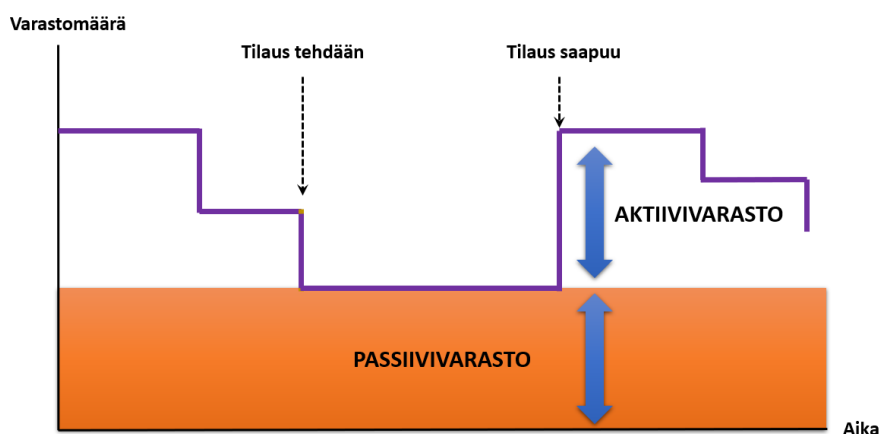 Varastomäärä
Tilaus tehdään
Tilaus saapuu
AKTIIVIVARASTO
PASSIIVIVARASTO
Aika